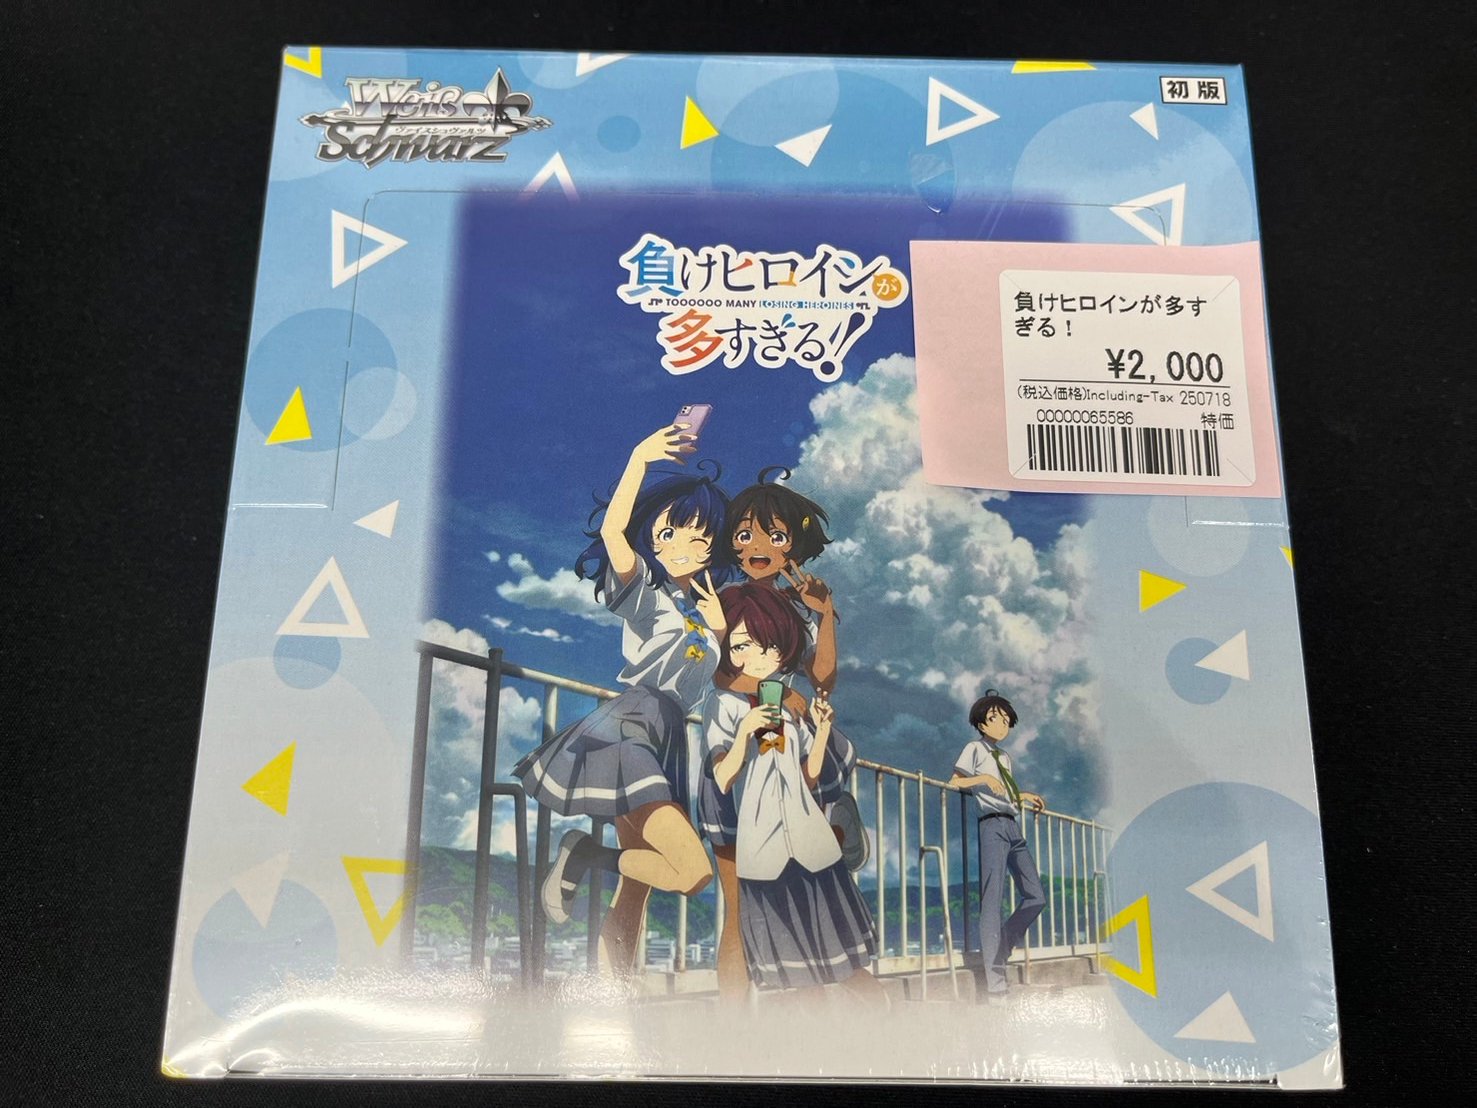 Weiß
ヴァイスシュヴァルツ
Schwarz
初版
負けヒロインが
TOOOOOO MANY LOSING HEROINES
多すぎる!!
負けヒロインが多す
ぎる!
¥2,000
(税込価格)Including-Tax 250718
00000065586 特価